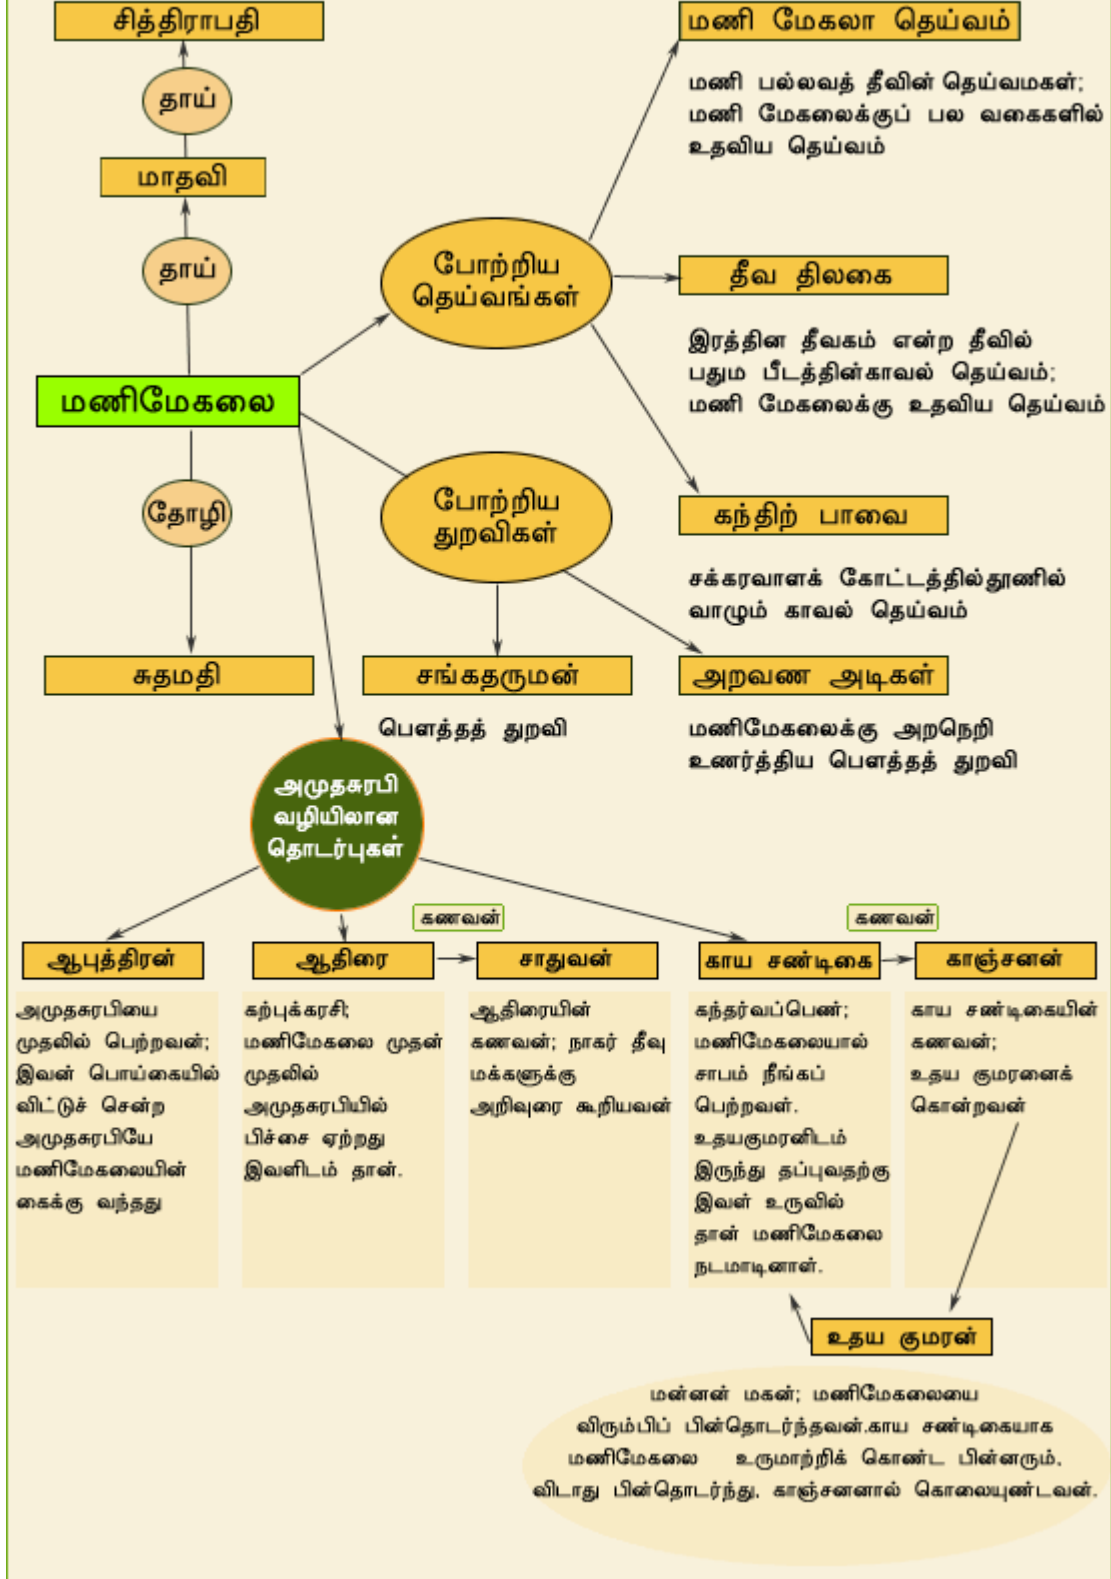 சித்திராபதி
தாய்
மாதவி
தாய்
மணிமேகலை
தோழி
சுதமதி
போற்றிய
தெய்வங்கள்
மணி மேகலா தெய்வம்
மணி பல்லவத் தீவின் தெய்வமகள்;
மணி மேகலைக்குப் பல வகைகளில்
உதவிய தெய்வம்
தீவ திலகை
இரத்தின தீவகம் என்ற தீவில்
பதும பீடத்தின்காவல் தெய்வம்;
மணி மேகலைக்கு உதவிய தெய்வம்
கந்திற் பாவை
சக்கரவாளக் கோட்டத்தில்தூணில்
வாழும் காவல் தெய்வம்
போற்றிய
துறவிகள்
சங்கதருமன்
பௌத்தத் துறவி
அறவண அடிகள்
மணிமேகலைக்கு அறநெறி
உணர்த்திய பௌத்தத் துறவி
அமுதசுரபி
வழியிலான
தொடர்புகள்
ஆபுத்திரன்
அமுதசுரபியை
முதலில் பெற்றவன்;
இவன் பொய்கையில்
விட்டுச் சென்ற
அமுதசுரபியே
மணிமேகலையின்
கைக்கு வந்தது
ஆதிரை
கற்புக்கரசி;
மணிமேகலை முதன்
முதலில்
அமுதசுரபியில்
பிச்சை ஏற்றது
இவளிடம் தான்.
கணவன்
சாதுவன்
ஆதிரையின்
கணவன்; நாகர் தீவு
மக்களுக்கு
அறிவுரை கூறியவன்
காய சண்டிகை
கந்தர்வப்பெண்;
மணிமேகலையால்
சாபம் நீங்கப்
பெற்றவள்.
உதயகுமரனிடம்
இருந்து தப்புவதற்கு
இவள் உருவில்
தான் மணிமேகலை
நடமாடினாள்.
கணவன்
காஞ்சனன்
காய சண்டிகையின்
கணவன்;
உதய குமரனைக்
கொன்றவன்
உதய குமரன்
மன்னன் மகன்; மணிமேகலையை
விரும்பிப் பின்தொடர்ந்தவன்.காய சண்டிகையாக
மணிமேகலை உருமாற்றிக் கொண்ட பின்னரும்,
விடாது பின்தொடர்ந்து, காஞ்சனனால் கொலையுண்டவன்.